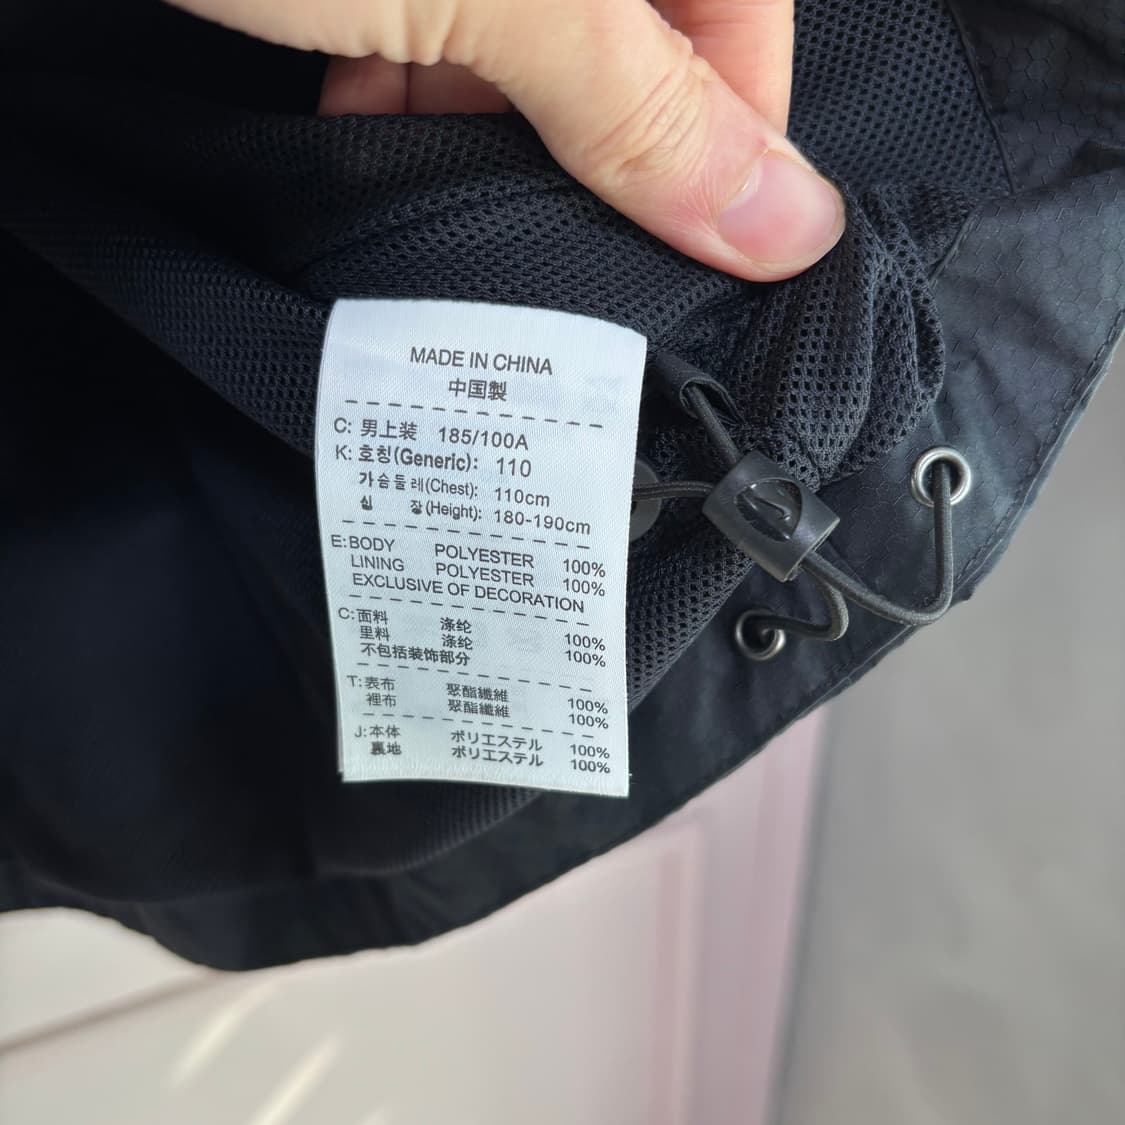 MADE IN CHINA
中国製
C: 男上装 185/100A
K: 호칭(Generic): 110
가슴둘레(Chest): 110cm
신 장(Height): 180-190cm
E: BODY POLYESTER 100%
LINING POLYESTER 100%
EXCLUSIVE OF DECORATION
C: 面料 涤纶 100%
里料 涤纶 100%
不包括装饰部分
T: 表布 聚酯纖維 100%
裡布 聚酯纖維 100%
J: 本体 ポリエステル 100%
裏地 ポリエステル 100%